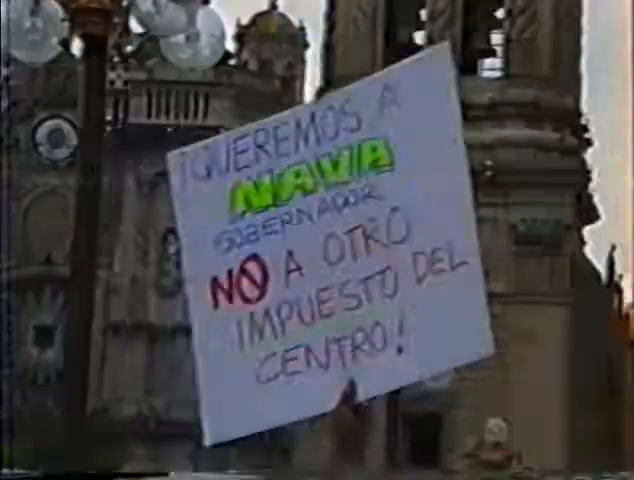 ¡QUEREMOS A
NAVA
GOBERNADOR
NO A OTRO
IMPUESTO DEL
CENTRO!